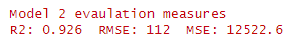 Model 2 evaulation measures
R2: 0.926  RMSE: 112  MSE: 12522.6